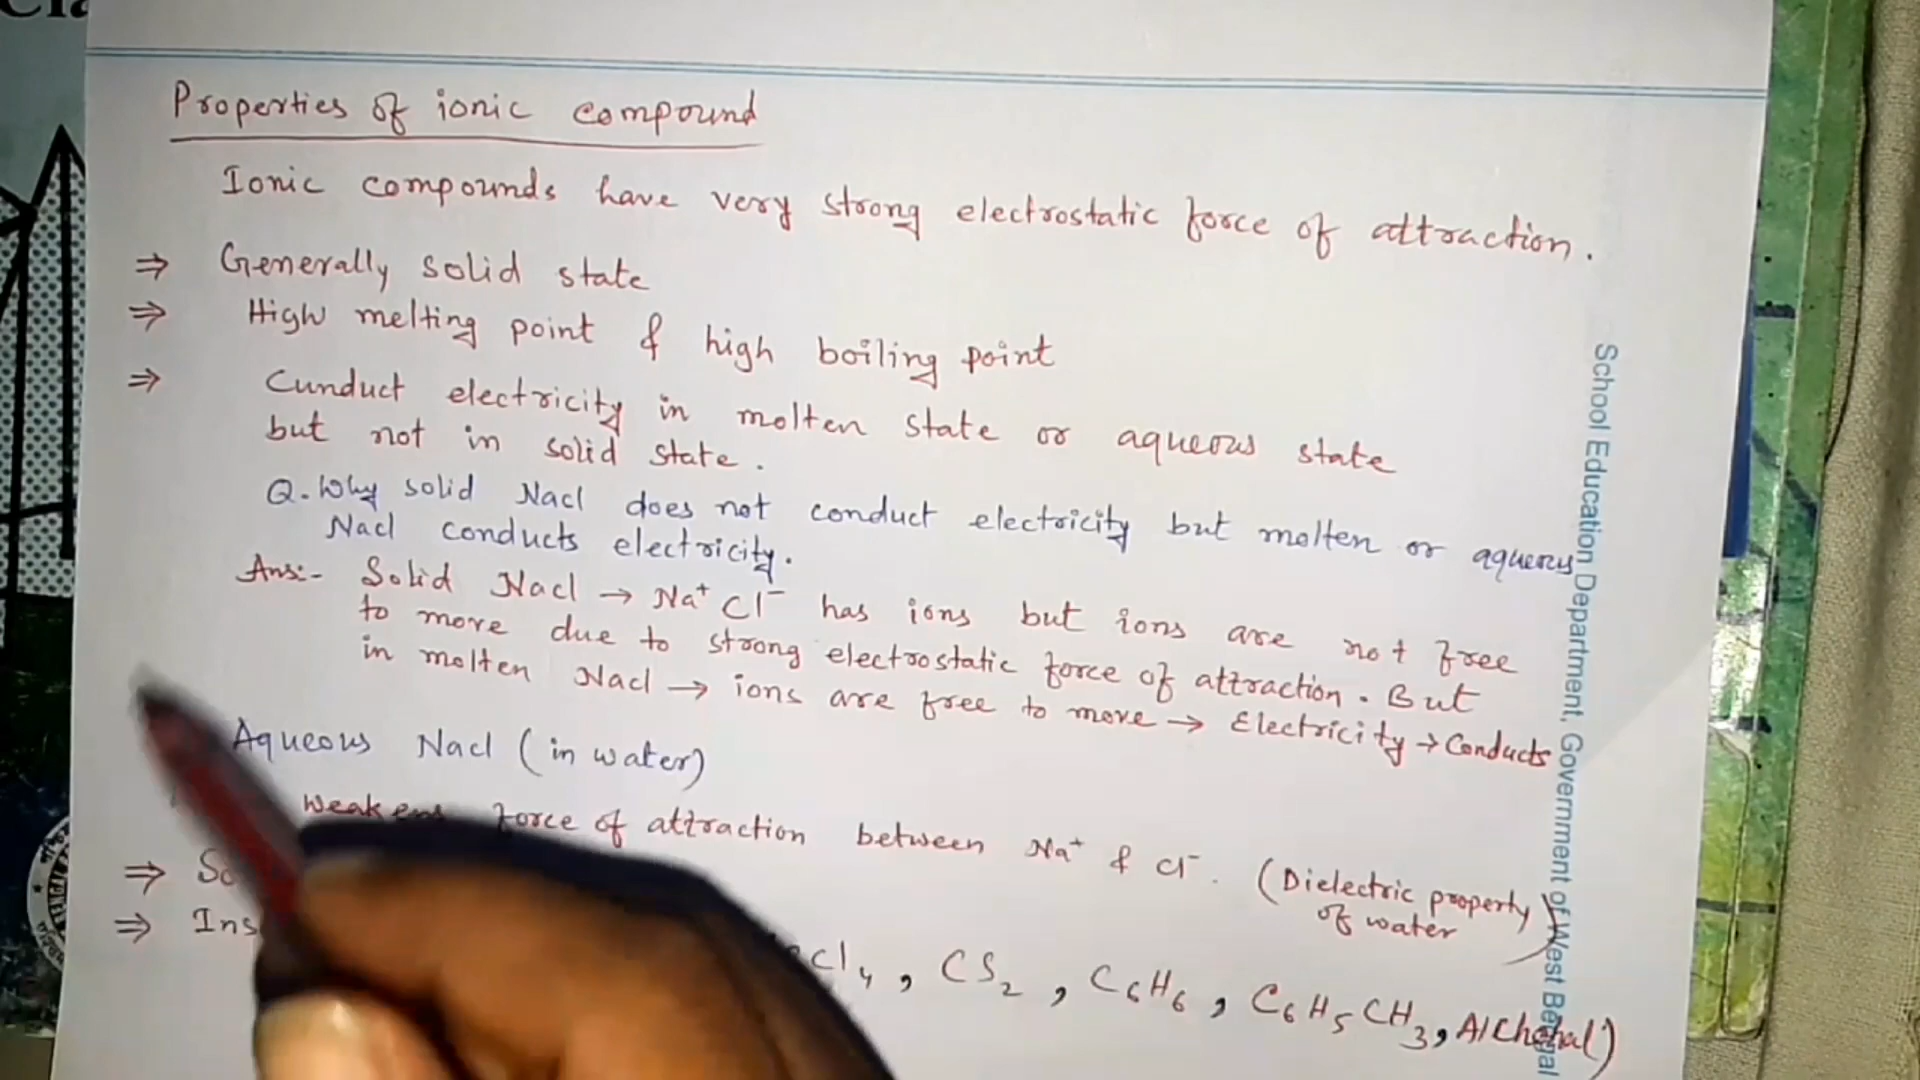 Properties of ionic compound
Ionic compounds have very strong electrostatic force of attraction.
⇒ Generally solid state
⇒ High melting point & high boiling point
⇒ Cunduct electricity in molten state or aqueous state
but not in solid state.
Q. Why solid Nacl does not conduct electricity but molten or aqueous
Nacl conducts electricity.
Ans:- Solid Nacl → Na⁺ Cl⁻ has ions but ions are not free
to move due to strong electrostatic force of attraction. But
in molten Nacl → ions are free to move → Electricity → Conducts
Aqueous Nacl (in water)
Weakens force of attraction between Na⁺ & cl⁻. (Dielectric property
of water)
⇒
⇒ Ins
Cl₄, CS₂, C₆H₆, C₆H₅CH₃, Alchohal)
School Education Department, Government of West Bengal